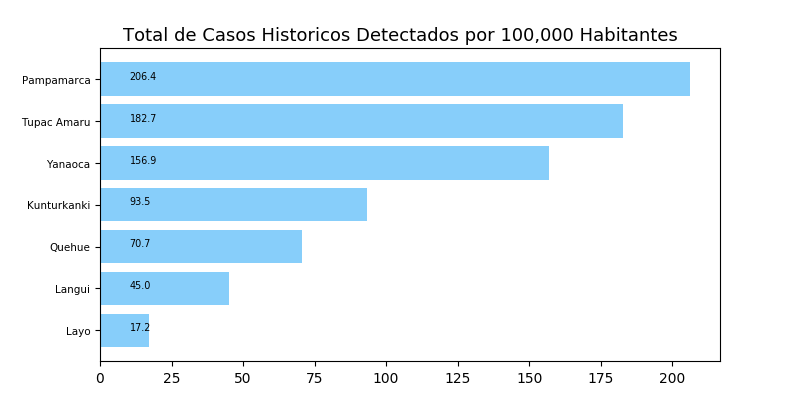 Total de Casos Historicos Detectados por 100,000 Habitantes
Pampamarca 206.4
Tupac Amaru 182.7
Yanaoca 156.9
Kunturkanki 93.5
Quehue 70.7
Langui 45.0
Layo 17.2
0 25 50 75 100 125 150 175 200